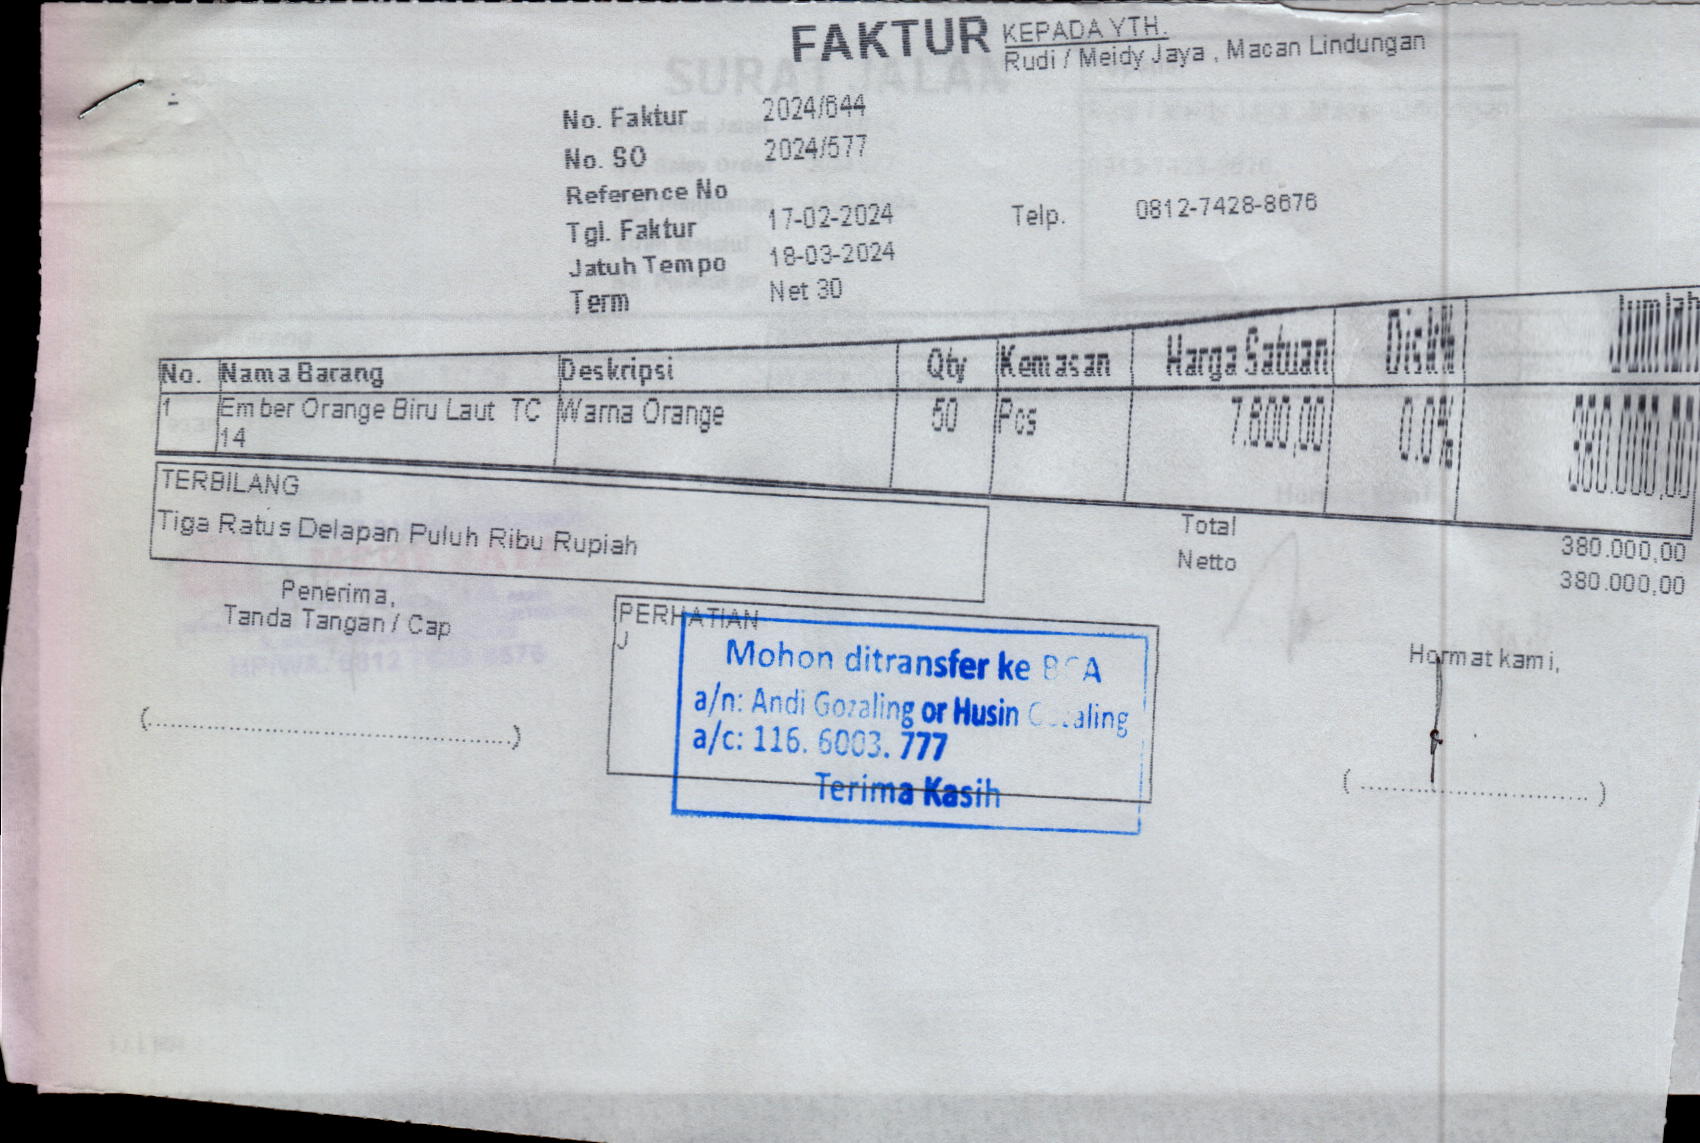 FAKTUR
KEPADA YTH.
Rudi / Meidy Jaya , Macan Lindungan
No. Faktur 2024/644
No. SO 2024/577
Reference No
Tgl. Faktur 17-02-2024
Telp. 0812-7428-8676
Jatuh Tempo 18-03-2024
Term Net 30
No. Nama Barang Deskripsi Qty Kemasan Harga Satuan Disk% Jumlah
1 Ember Orange Biru Laut TC Warna Orange 50 Pcs 7.600,00 0.0% 380.000,00
14
TERBILANG
Tiga Ratus Delapan Puluh Ribu Rupiah
Total 380.000,00
Netto 380.000,00
Penerima,
Tanda Tangan / Cap
(..........................................)
PERHATIAN
J
Mohon ditransfer ke BCA
a/n: Andi Gozaling or Husin Gozaling
a/c: 116. 6003. 777
Terima Kasih
Hormat kami,
(..............................)